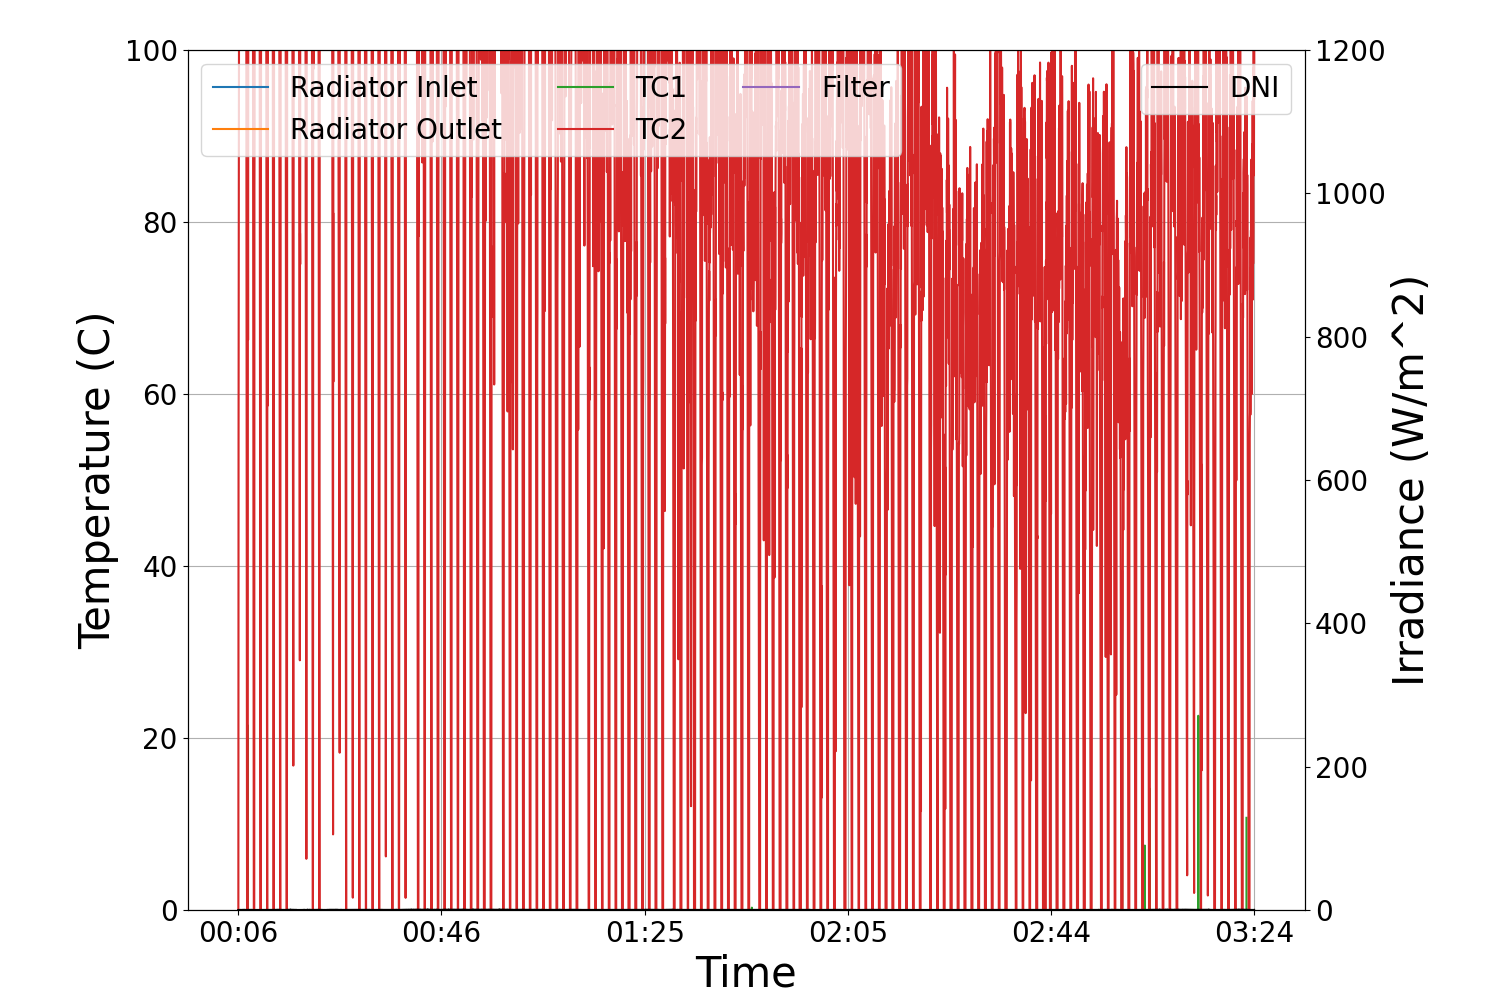 100
80
60
40
20
0
Temperature (C)
Radiator Inlet
Radiator Outlet
TC1
TC2
Filter
DNI
1200
1000
800
600
400
200
0
Irradiance (W/m^2)
00:06
00:46
01:25
02:05
02:44
03:24
Time